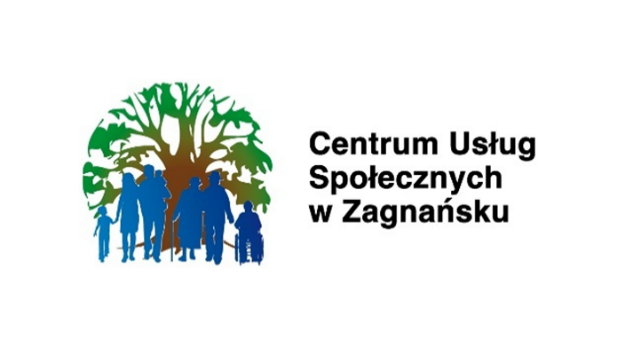 Centrum Usług
Społecznych
w Zagnańsku